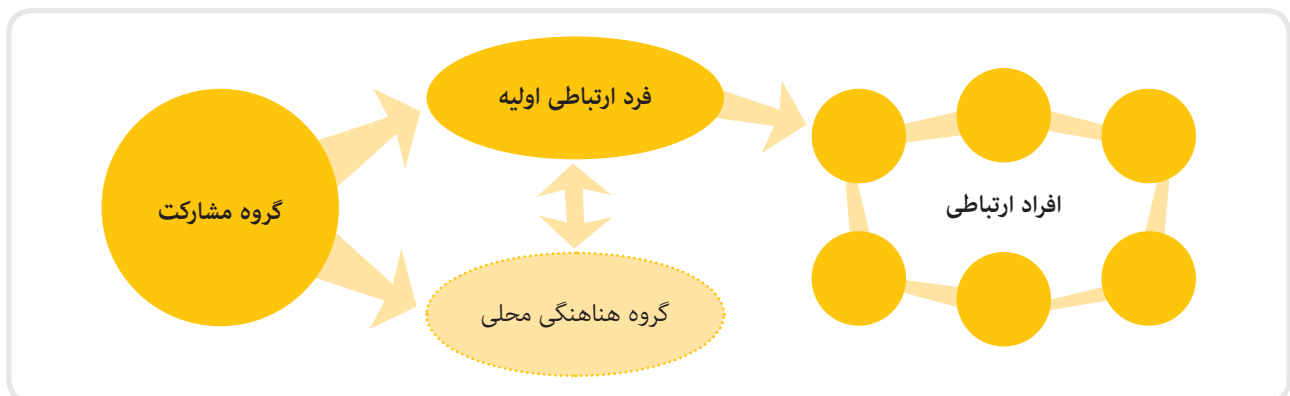 فرد ارتباطی اولیه
گروه مشارکت
افراد ارتباطی
گروه هناهنگی محلی